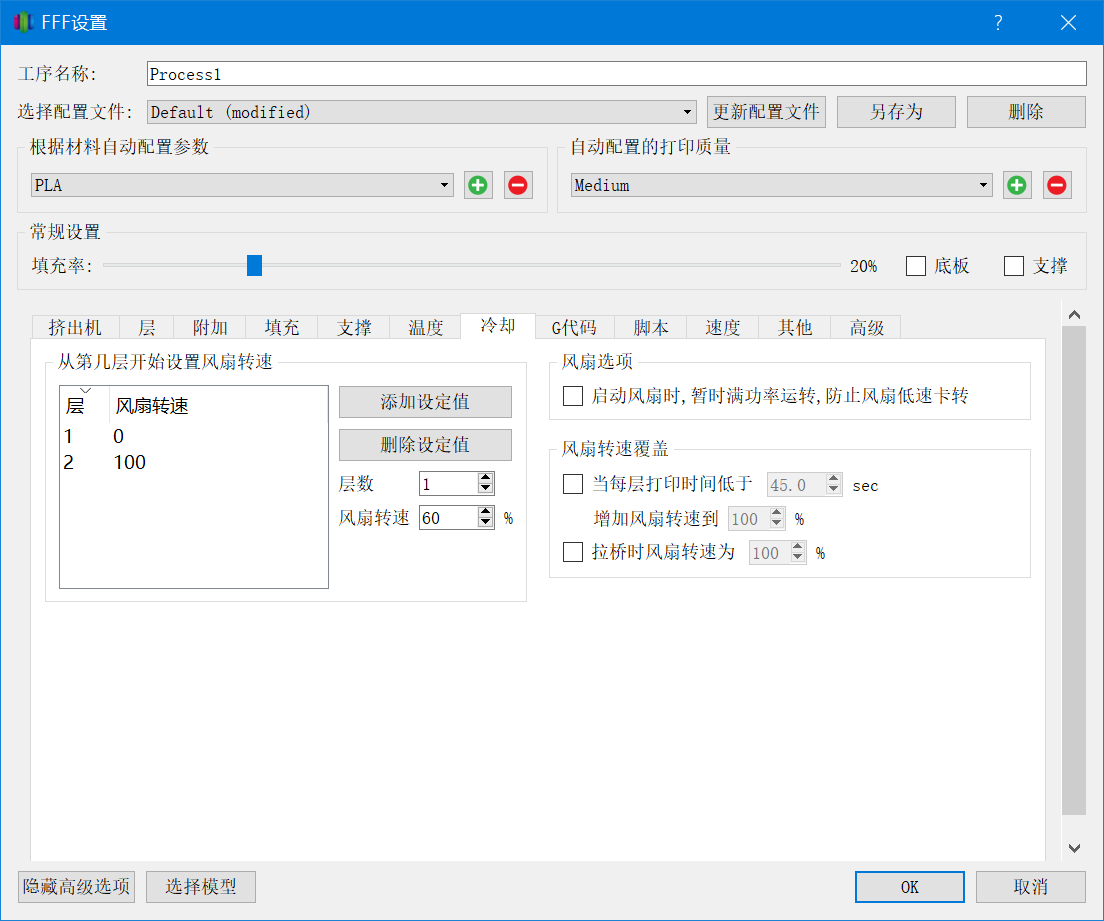 FFF设置
?
工序名称:
Process1
选择配置文件:
Default (modified)
更新配置文件
另存为
删除
根据材料自动配置参数
PLA
自动配置的打印质量
Medium
常规设置
填充率:
20%
底板
支撑
挤出机
层
附加
填充
支撑
温度
冷却
G代码
脚本
速度
其他
高级
从第几层开始设置风扇转速
层 风扇转速
1 0
2 100
添加设定值
删除设定值
层数 1
风扇转速 60 %
风扇选项
启动风扇时,暂时满功率运转,防止风扇低速卡转
风扇转速覆盖
当每层打印时间低于 45.0 sec
增加风扇转速到 100 %
拉桥时风扇转速为 100 %
隐藏高级选项
选择模型
OK
取消